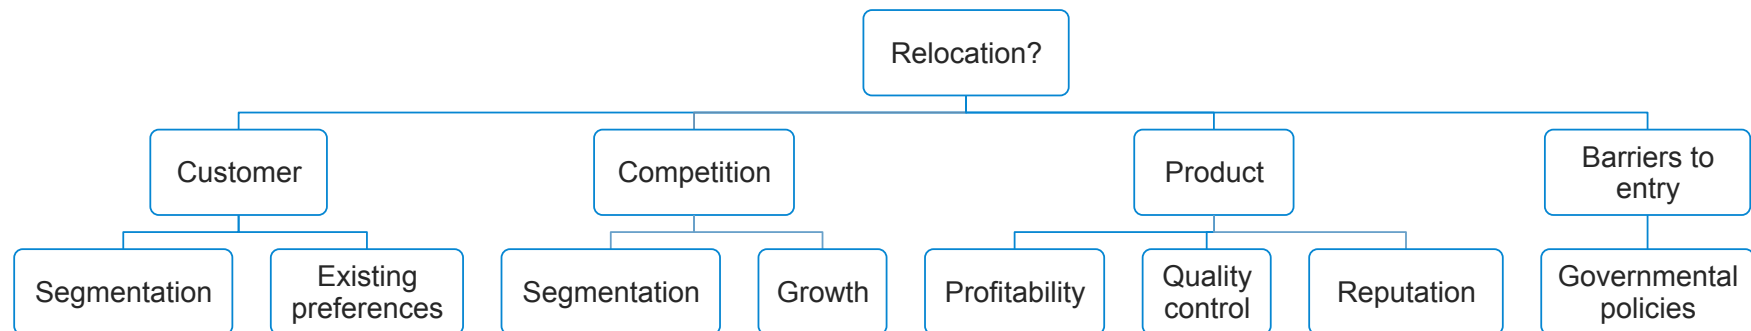 Relocation?
Customer
Competition
Product
Barriers to
entry
Segmentation
Existing
preferences
Segmentation
Growth
Profitability
Quality
control
Reputation
Governmental
policies